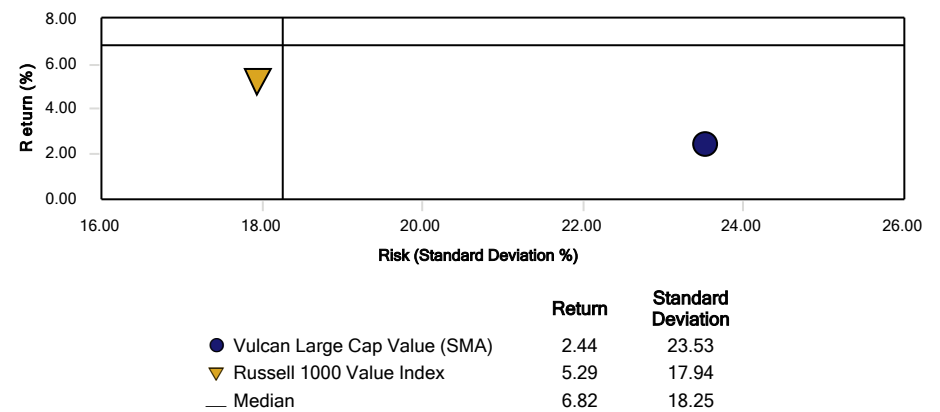 8.00
6.00
4.00
2.00
0.00
Return (%)
16.00 18.00 20.00 22.00 24.00 26.00
Risk (Standard Deviation %)
Return Standard
Deviation
Vulcan Large Cap Value (SMA) 2.44 23.53
Russell 1000 Value Index 5.29 17.94
Median 6.82 18.25